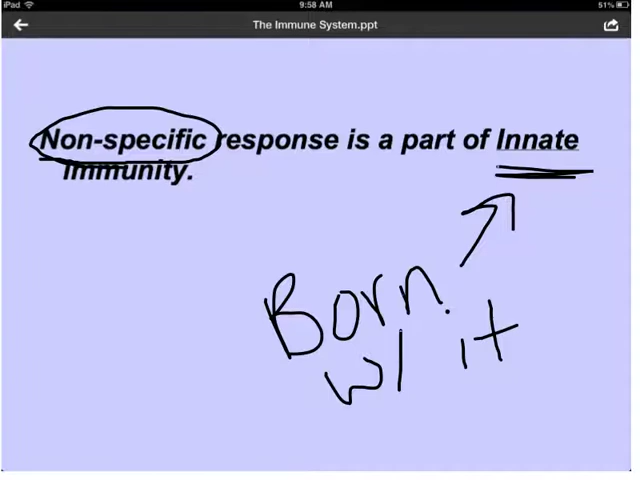 iPad 9:58 AM 51%
The Immune System.ppt
Non-specific response is a part of Innate
immunity.
Born
w/ it